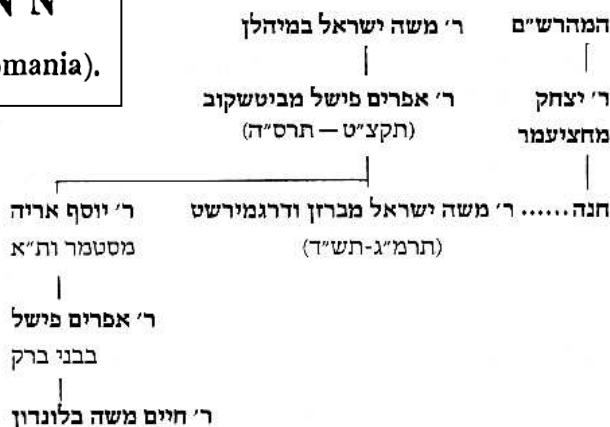 omania).
המהרש״ם ר׳ משה ישראל במיהלן
ר׳ יצחק ר׳ אפרים פישל מביטשקוב
מחציעמר (תקצ״ט — תרס״ה)
חנה...... ר׳ משה ישראל מברזן ודרגמירשט ר׳ יוסף אריה
(תרמ״ג-תש״ד) מסטמר ות״א
ר׳ אפרים פישל
בבני ברק
ר׳ חיים משה בלונדון